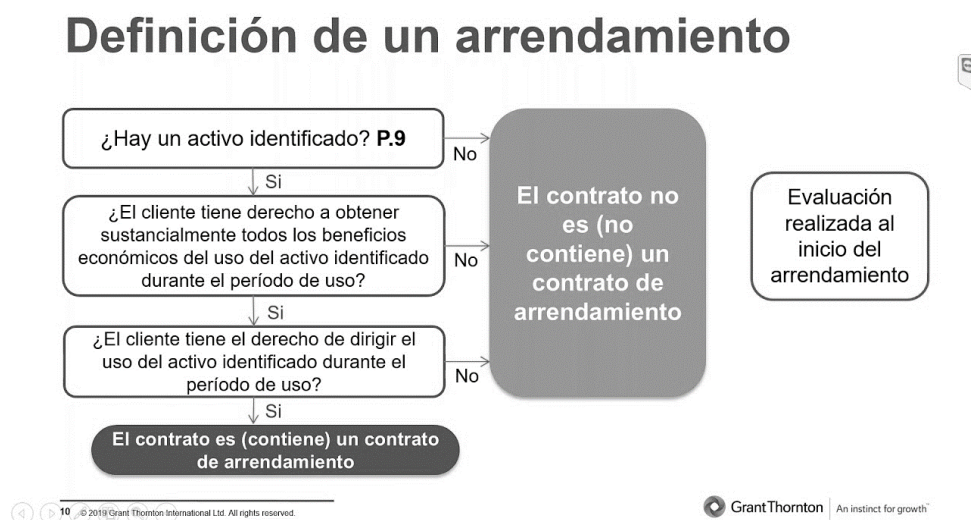 Definición de un arrendamiento
¿Hay un activo identificado? P.9
No
Si
¿El cliente tiene derecho a obtener
sustancialmente todos los beneficios
económicos del uso del activo identificado
durante el período de uso?
No
Si
¿El cliente tiene el derecho de dirigir el
uso del activo identificado durante el
período de uso?
No
Si
El contrato es (contiene) un contrato
de arrendamiento
El contrato no
es (no
contiene) un
contrato de
arrendamiento
Evaluación
realizada al
inicio del
arrendamiento
10 © 2019 Grant Thornton International Ltd. All rights reserved.
Grant Thornton An instinct for growth™